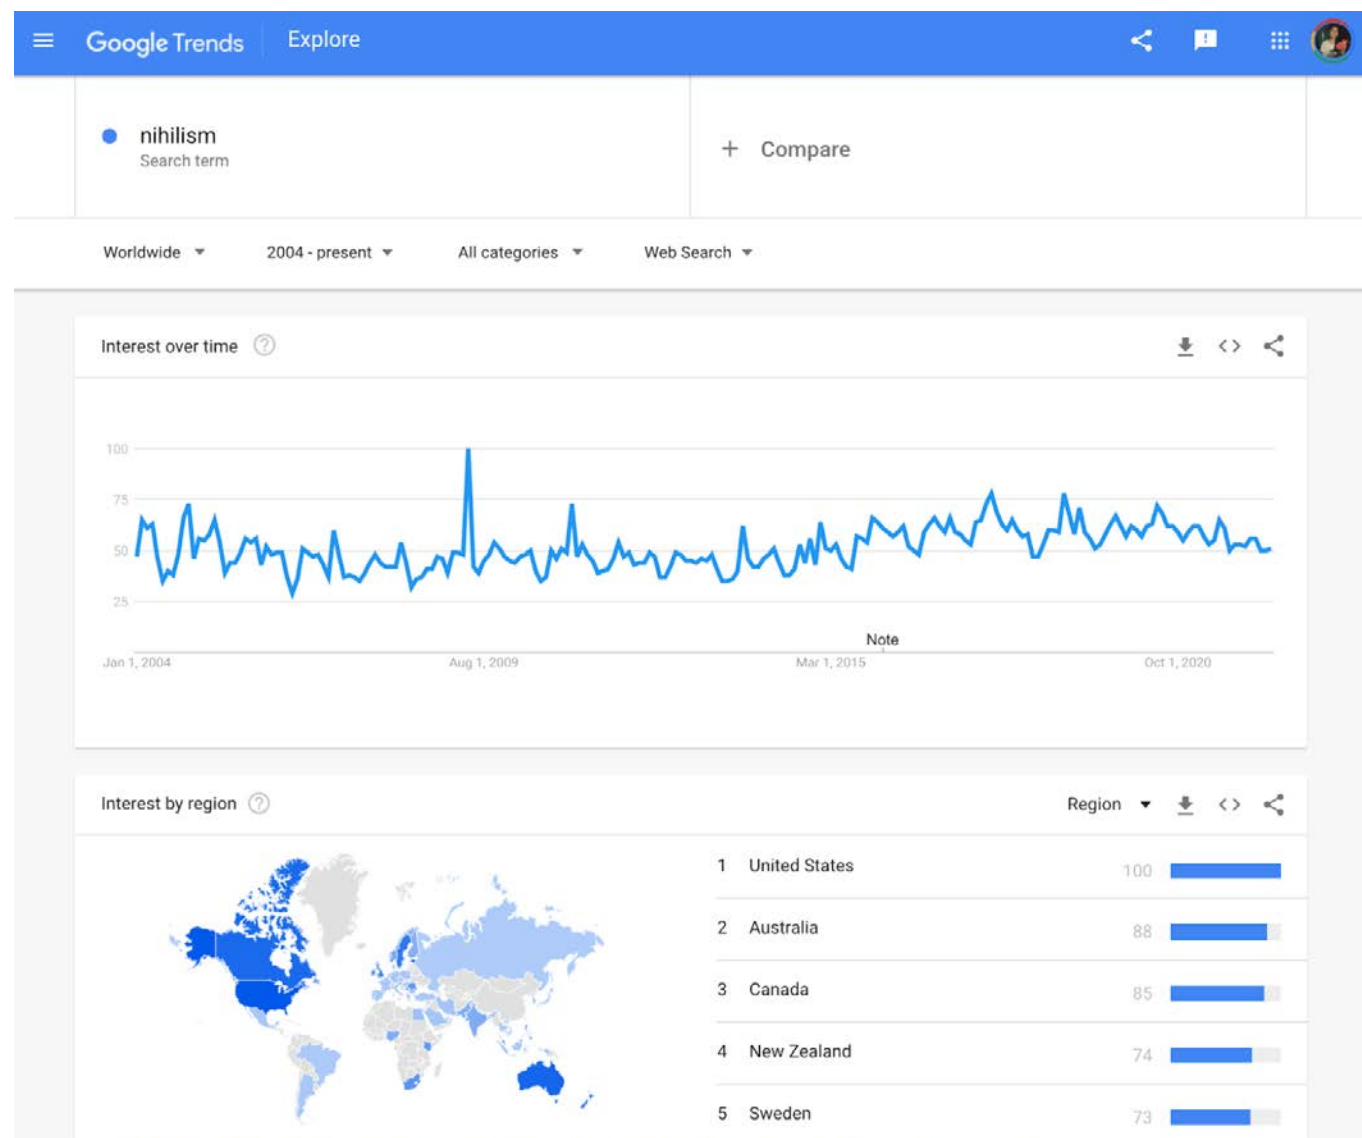 Google Trends Explore
nihilism
Search term
+ Compare
Worldwide 2004 - present All categories Web Search
Interest over time
100
75
50
25
Note
Jan 1, 2004 Aug 1, 2009 Mar 1, 2015 Oct 1, 2020
Interest by region Region
1 United States 100
2 Australia 88
3 Canada 85
4 New Zealand 74
5 Sweden 73